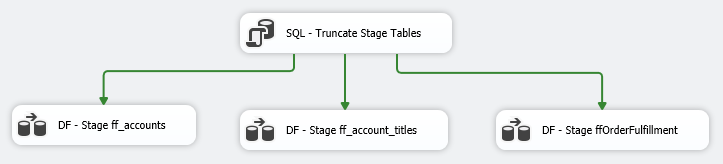 SQL - Truncate Stage Tables
DF - Stage ff_accounts
DF - Stage ff_account_titles
DF - Stage ffOrderFulfillment